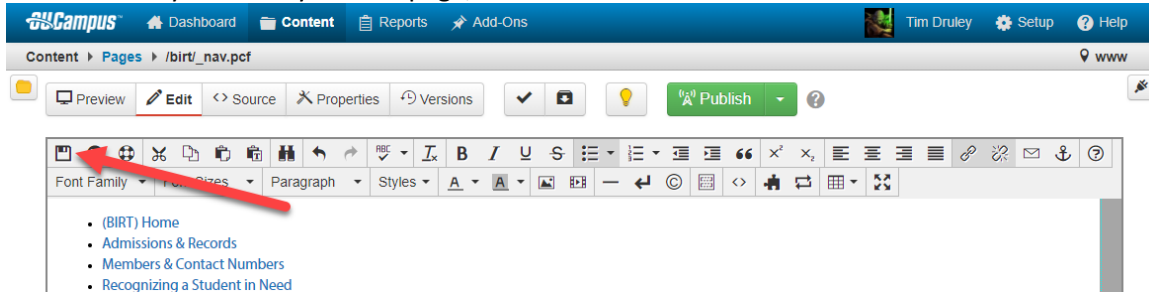 OUCampus Dashboard Content Reports Add-Ons Tim Druley Setup Help
Content Pages /birt/_nav.pcf www
Preview Edit Source Properties Versions Publish
Font Family Paragraph Styles
(BIRT) Home
Admissions & Records
Members & Contact Numbers
Recognizing a Student in Need